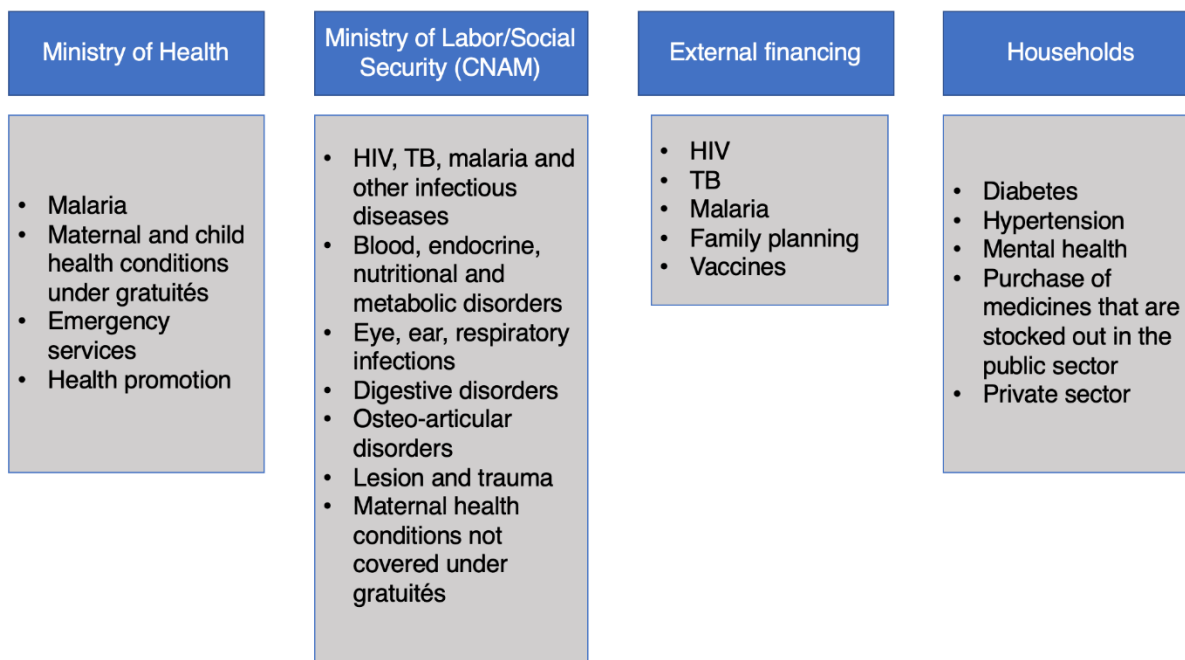 Ministry of Health
• Malaria
• Maternal and child
health conditions
under gratuités
• Emergency
services
• Health promotion
Ministry of Labor/Social
Security (CNAM)
• HIV, TB, malaria and
other infectious
diseases
• Blood, endocrine,
nutritional and
metabolic disorders
• Eye, ear, respiratory
infections
• Digestive disorders
• Osteo-articular
disorders
• Lesion and trauma
• Maternal health
conditions not
covered under
gratuités
External financing
• HIV
• TB
• Malaria
• Family planning
• Vaccines
Households
• Diabetes
• Hypertension
• Mental health
• Purchase of
medicines that are
stocked out in the
public sector
• Private sector